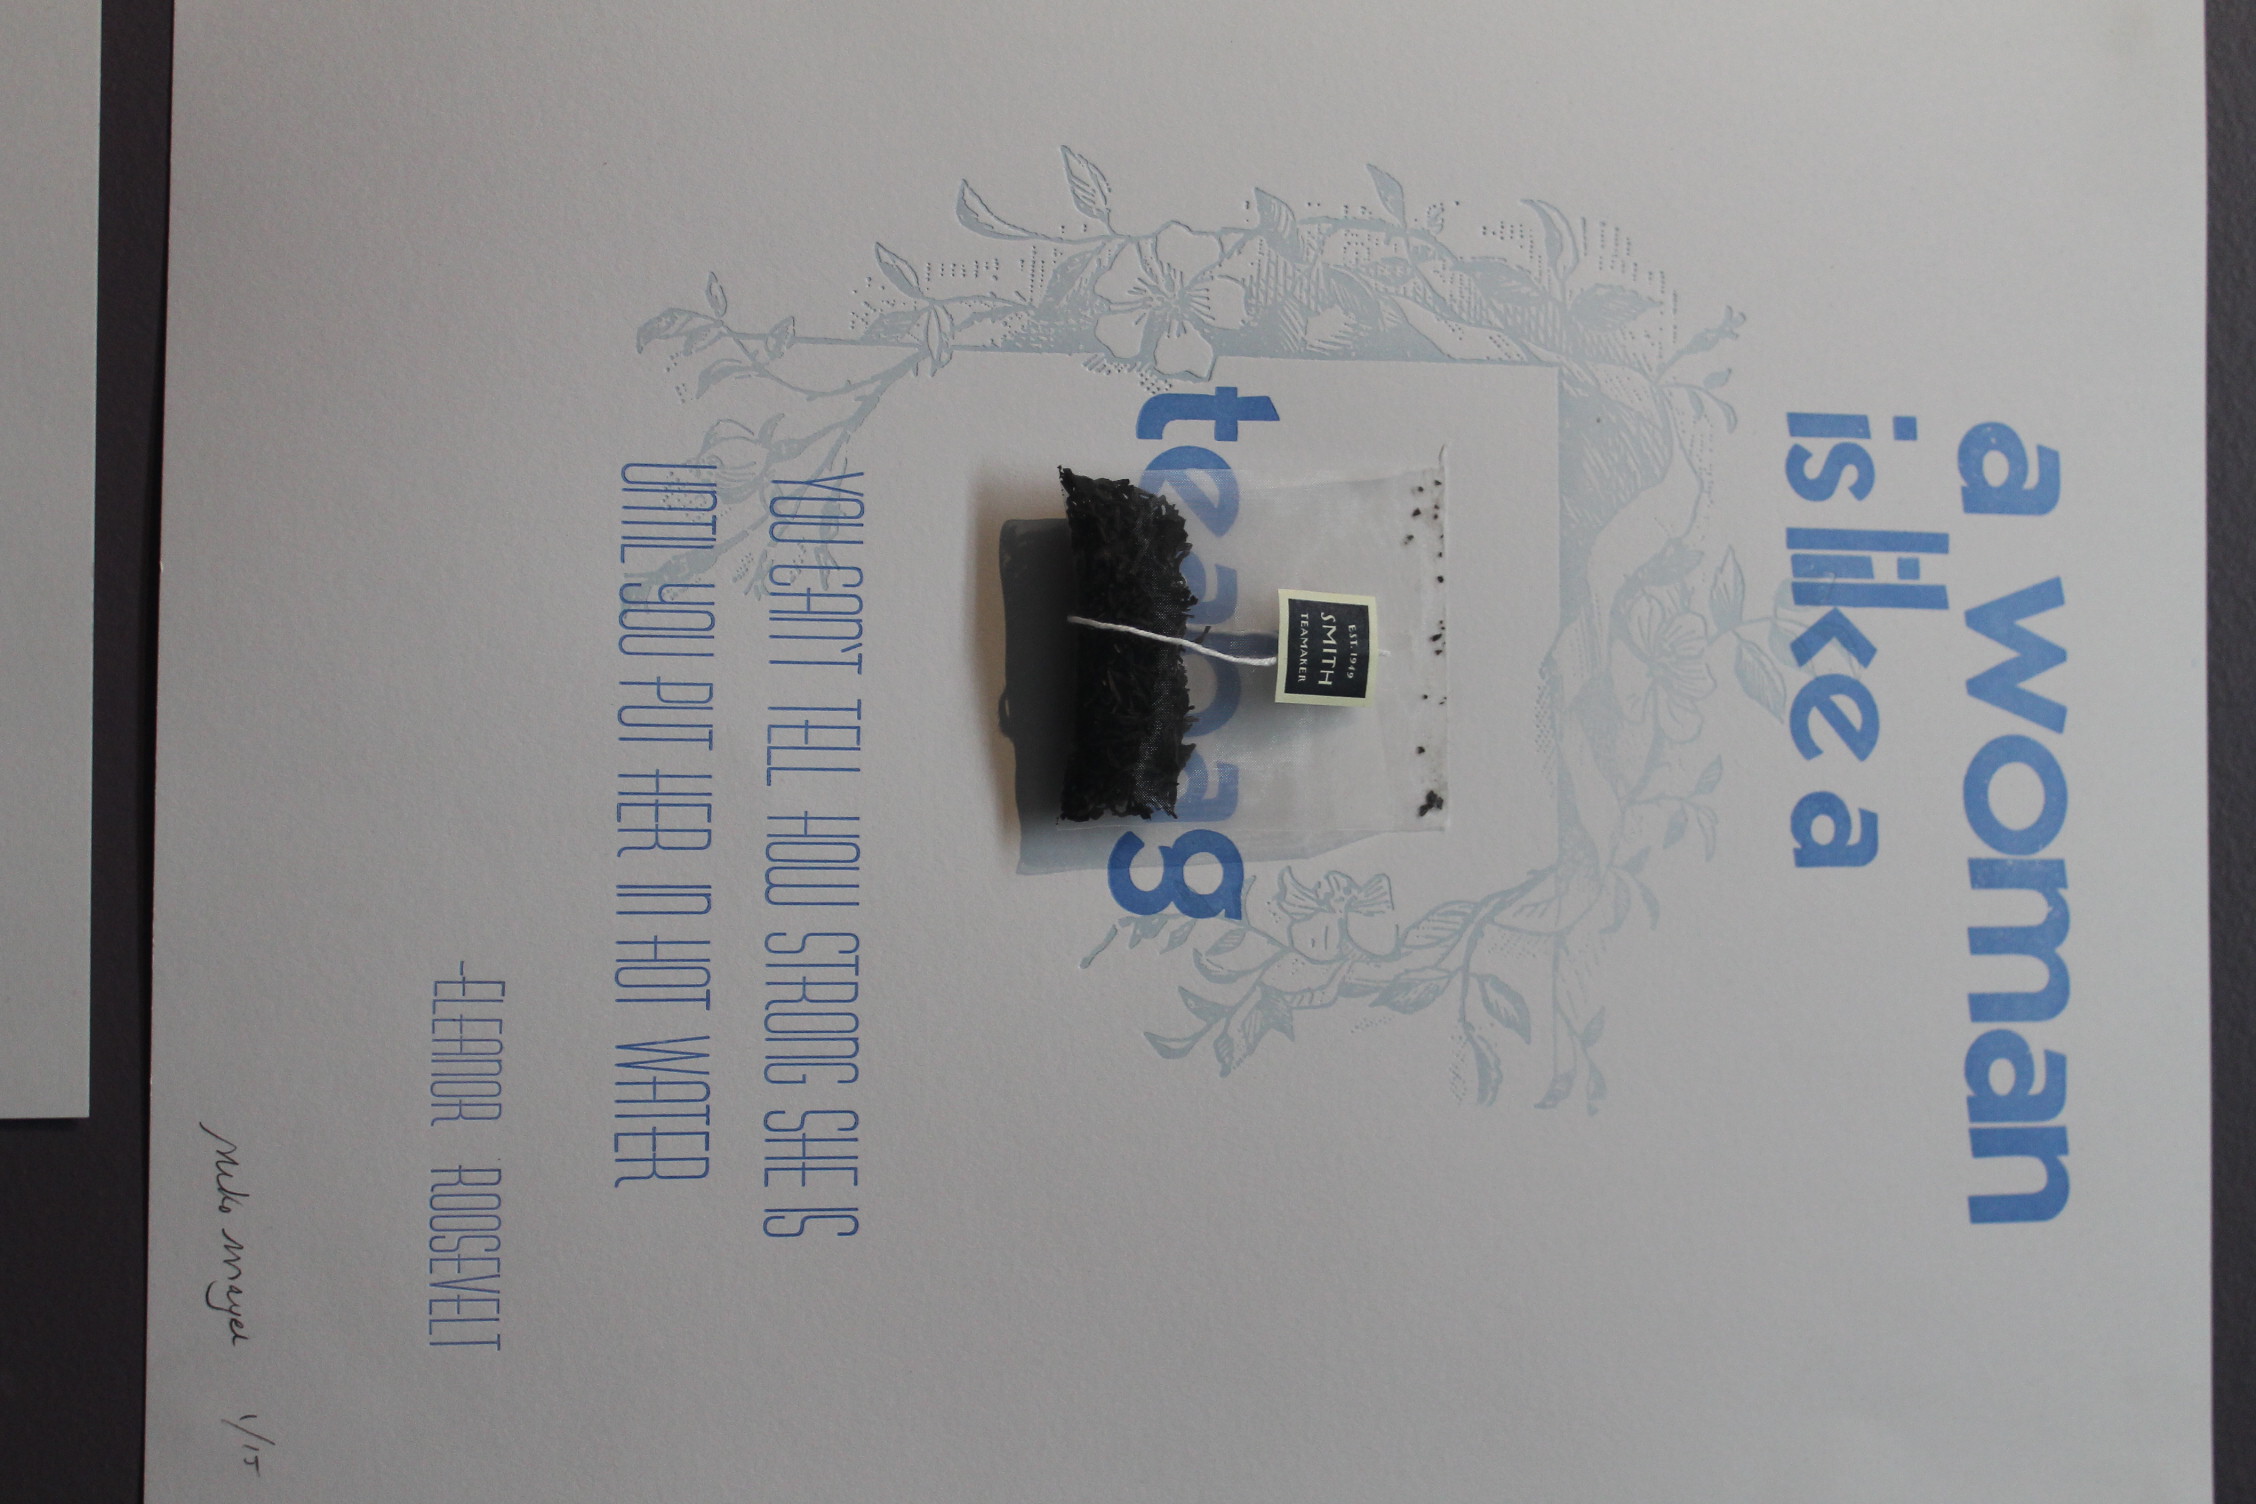 a woman
is like a
EST. 1949
SMITH
TEAMAKER
teabag
YOU CAN'T TELL HOW STRONG SHE IS
UNTIL YOU PUT HER IN HOT WATER
-ELEANOR ROOSEVELT
1/15